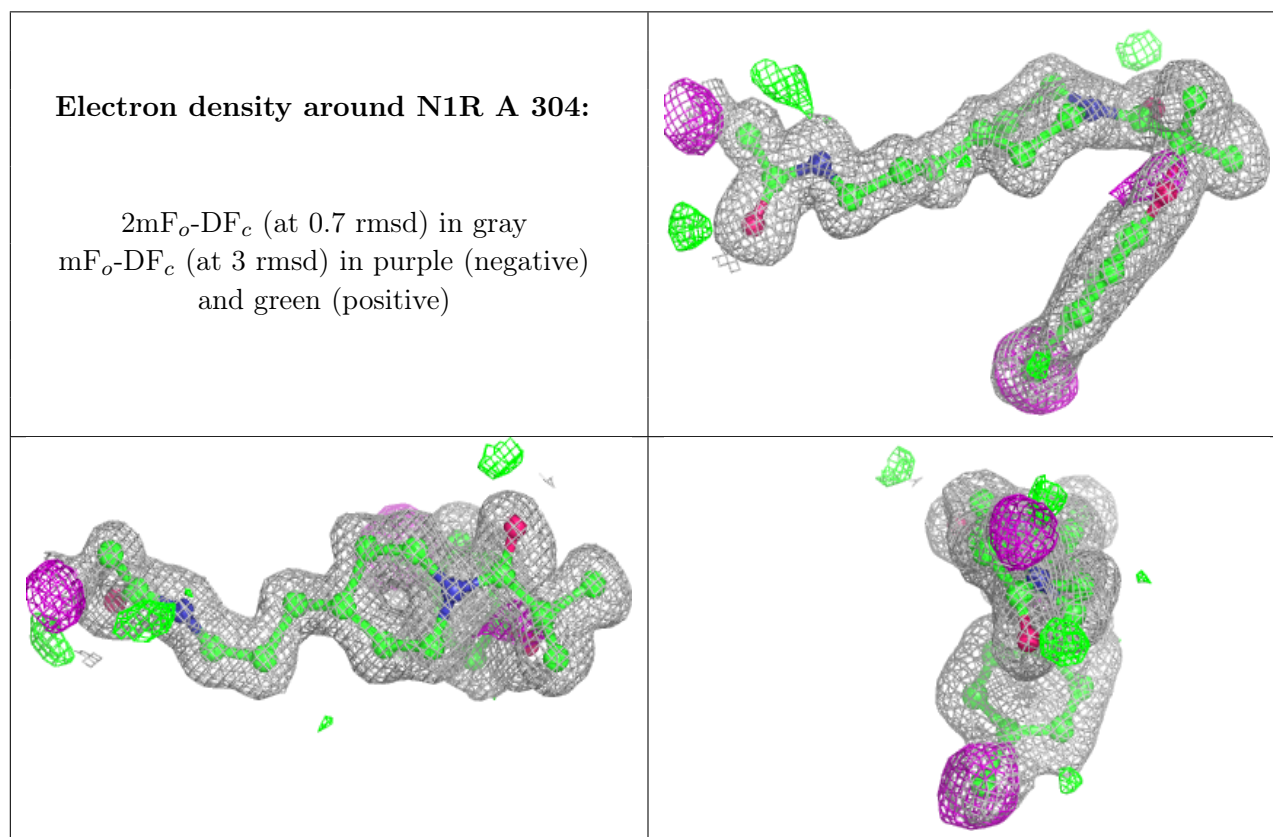 Electron density around N1R A 304:
2mFo-DFc (at 0.7 rmsd) in gray
mFo-DFc (at 3 rmsd) in purple (negative)
and green (positive)